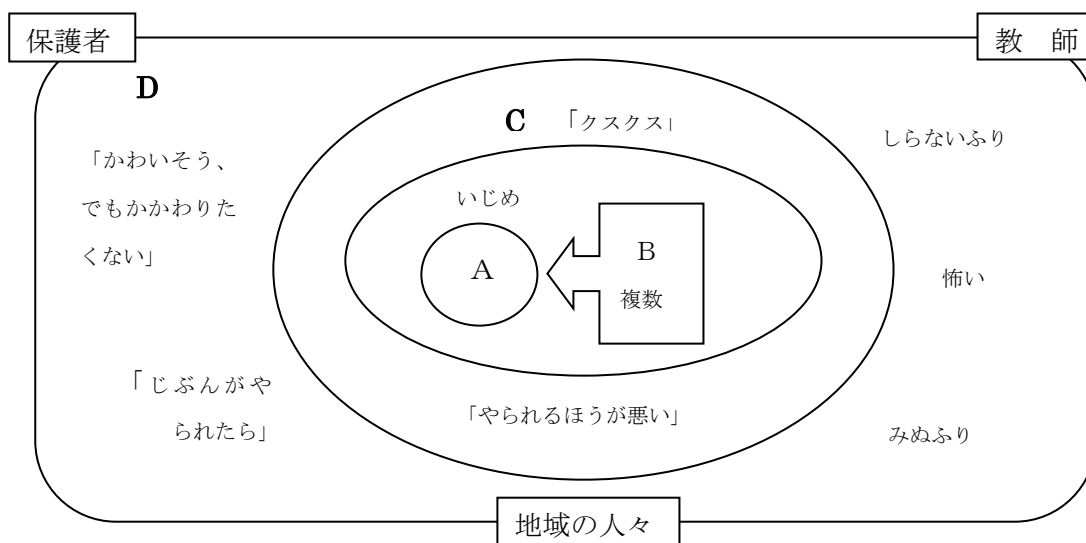 保護者
教　師
D
C
「クスクス」
しらないふり
「かわいそう、
でもかかわりた
くない」
いじめ
A
B
複数
怖い
「じぶんがや
られたら」
「やられるほうが悪い」
みぬふり
地域の人々